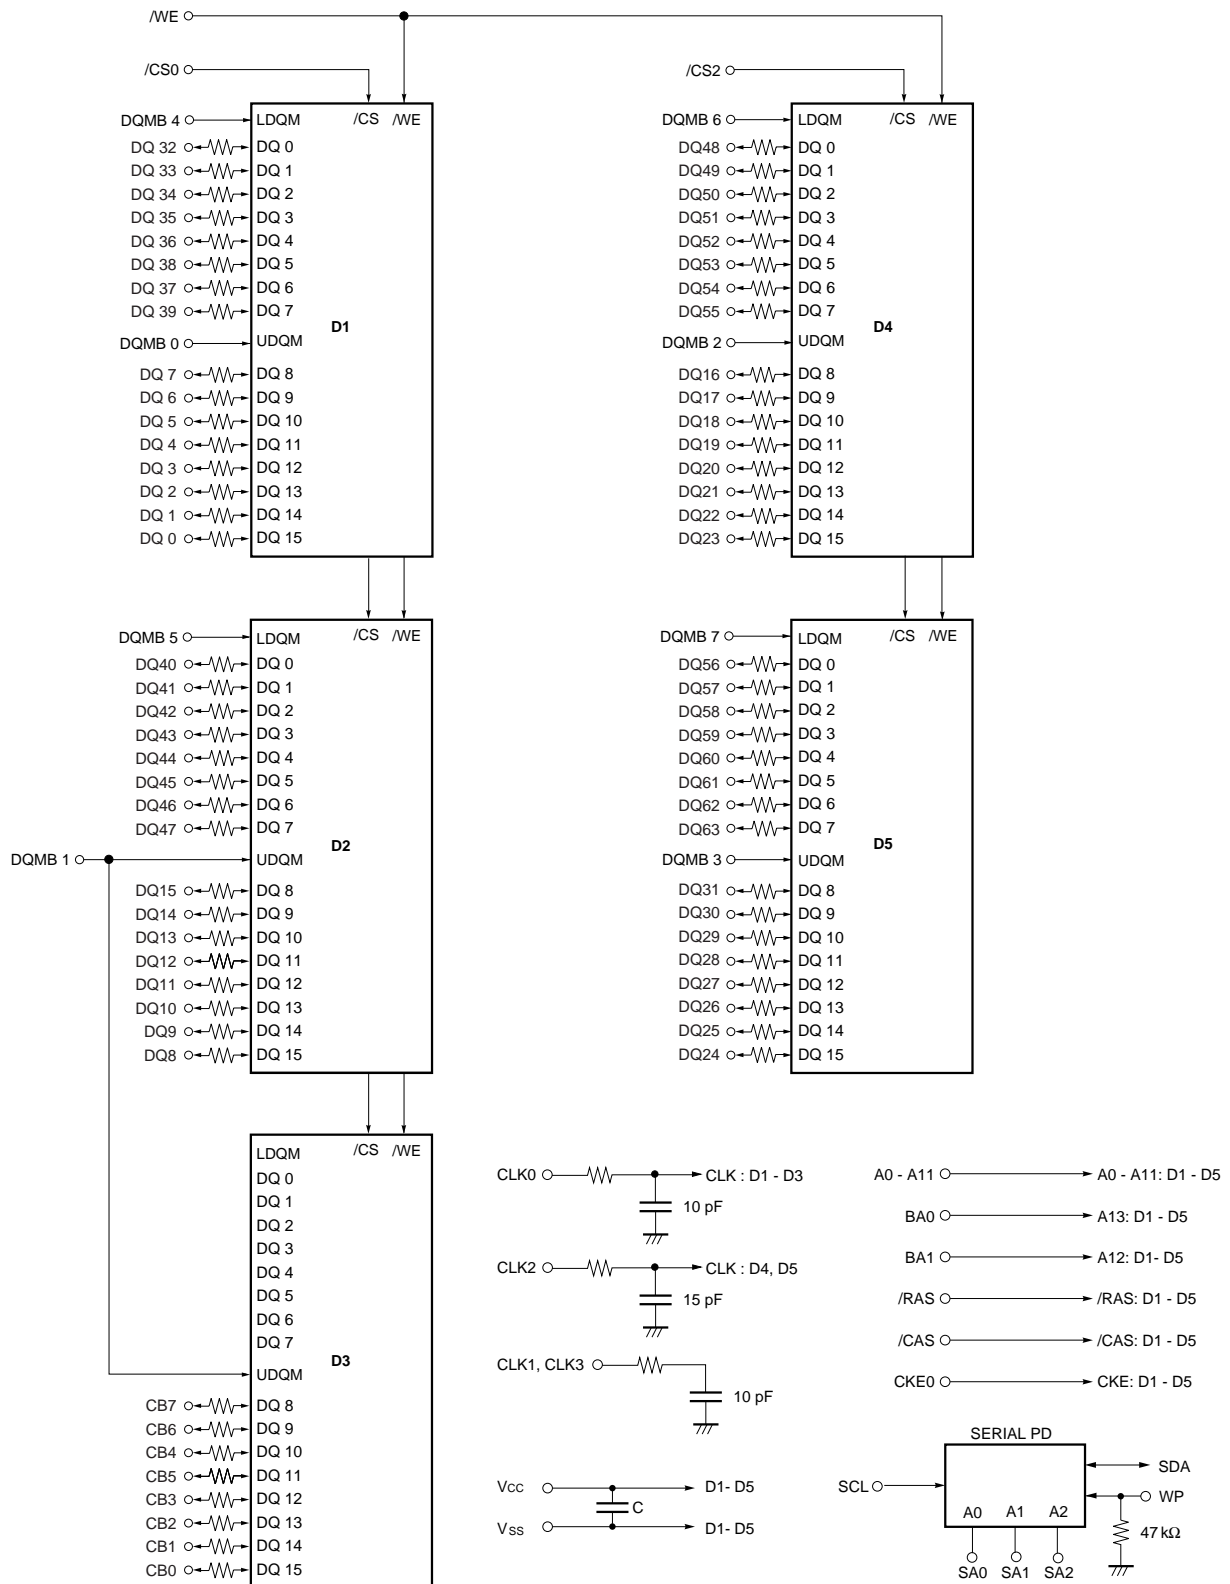 /WE
/CS0
/CS2
DQMB 4 LDQM /CS /WE
DQ 32 DQ 0
DQ 33 DQ 1
DQ 34 DQ 2
DQ 35 DQ 3
DQ 36 DQ 4
DQ 38 DQ 5
DQ 37 DQ 6
DQ 39 DQ 7
D1
DQMB 0 UDQM
DQ 7 DQ 8
DQ 6 DQ 9
DQ 5 DQ 10
DQ 4 DQ 11
DQ 3 DQ 12
DQ 2 DQ 13
DQ 1 DQ 14
DQ 0 DQ 15
DQMB 6 LDQM /CS /WE
DQ48 DQ 0
DQ49 DQ 1
DQ50 DQ 2
DQ51 DQ 3
DQ52 DQ 4
DQ53 DQ 5
DQ54 DQ 6
DQ55 DQ 7
D4
DQMB 2 UDQM
DQ16 DQ 8
DQ17 DQ 9
DQ18 DQ 10
DQ19 DQ 11
DQ20 DQ 12
DQ21 DQ 13
DQ22 DQ 14
DQ23 DQ 15
DQMB 5 LDQM /CS /WE
DQ40 DQ 0
DQ41 DQ 1
DQ42 DQ 2
DQ43 DQ 3
DQ44 DQ 4
DQ45 DQ 5
DQ46 DQ 6
DQ47 DQ 7
D2
DQMB 1 UDQM
DQ15 DQ 8
DQ14 DQ 9
DQ13 DQ 10
DQ12 DQ 11
DQ11 DQ 12
DQ10 DQ 13
DQ9 DQ 14
DQ8 DQ 15
DQMB 7 LDQM /CS /WE
DQ56 DQ 0
DQ57 DQ 1
DQ58 DQ 2
DQ59 DQ 3
DQ60 DQ 4
DQ61 DQ 5
DQ62 DQ 6
DQ63 DQ 7
D5
DQMB 3 UDQM
DQ31 DQ 8
DQ30 DQ 9
DQ29 DQ 10
DQ28 DQ 11
DQ27 DQ 12
DQ26 DQ 13
DQ25 DQ 14
DQ24 DQ 15
LDQM /CS /WE
DQ 0
DQ 1
DQ 2
DQ 3
DQ 4
DQ 5
DQ 6
DQ 7
D3
UDQM
CB7 DQ 8
CB6 DQ 9
CB4 DQ 10
CB5 DQ 11
CB3 DQ 12
CB2 DQ 13
CB1 DQ 14
CB0 DQ 15
CLK0 CLK : D1 - D3
10 pF
CLK2 CLK : D4, D5
15 pF
CLK1, CLK3
10 pF
Vcc D1- D5
C
Vss D1- D5
A0 - A11 A0 - A11: D1 - D5
BA0 A13: D1 - D5
BA1 A12: D1- D5
/RAS /RAS: D1 - D5
/CAS /CAS: D1 - D5
CKE0 CKE: D1 - D5
SERIAL PD
SDA
SCL
WP
A0 A1 A2
47 kΩ
SA0 SA1 SA2